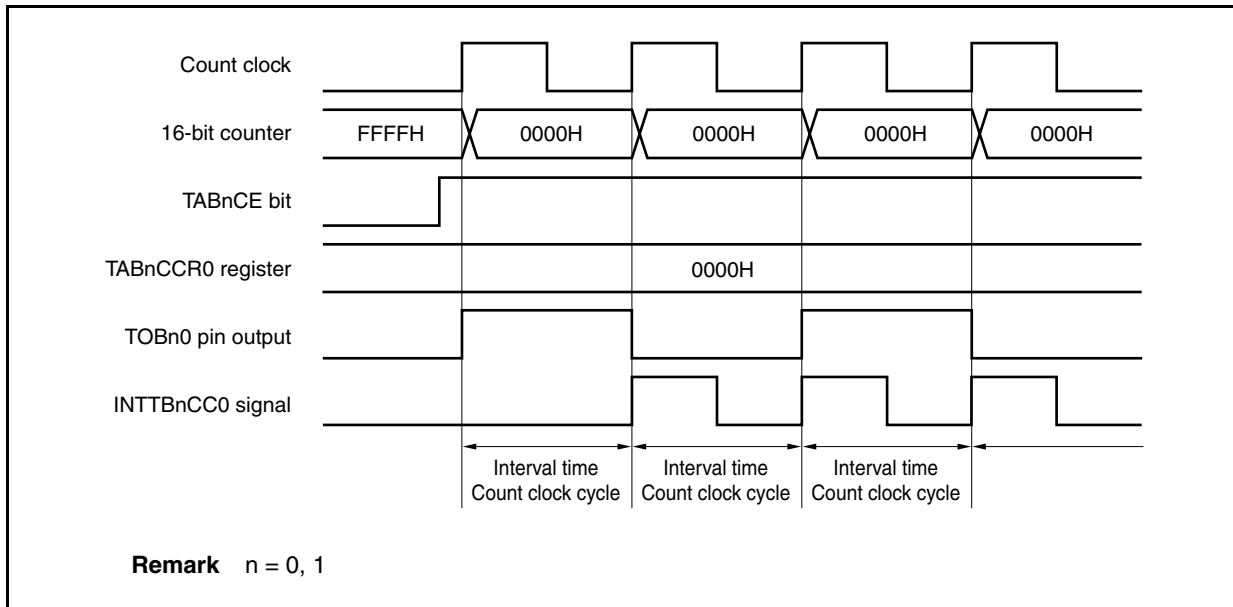 Count clock
16-bit counter FFFFH 0000H 0000H 0000H 0000H
TABnCE bit
TABnCCR0 register 0000H
TOBn0 pin output
INTTBnCC0 signal
Interval time Interval time Interval time
Count clock cycle Count clock cycle Count clock cycle
Remark n = 0, 1